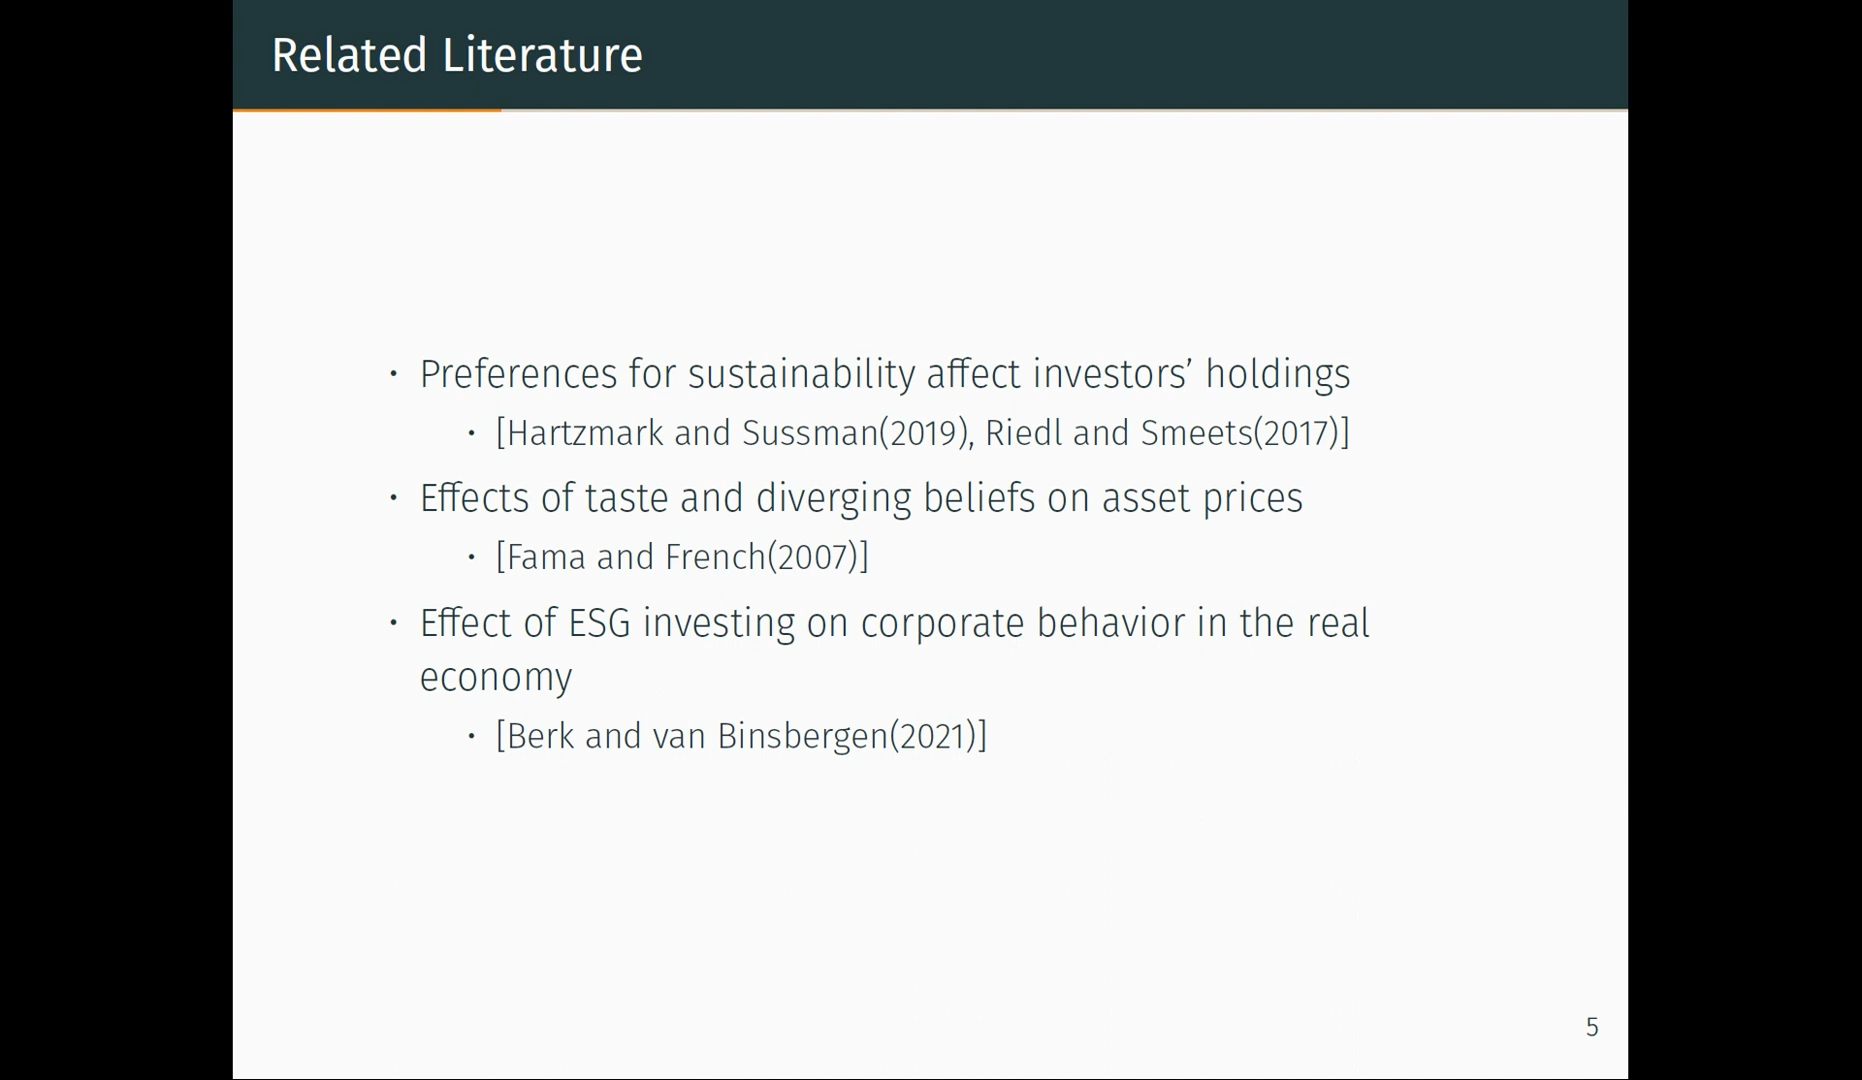 Related Literature
• Preferences for sustainability affect investors’ holdings
• [Hartzmark and Sussman(2019), Riedl and Smeets(2017)]
• Effects of taste and diverging beliefs on asset prices
• [Fama and French(2007)]
• Effect of ESG investing on corporate behavior in the real
economy
• [Berk and van Binsbergen(2021)]
5